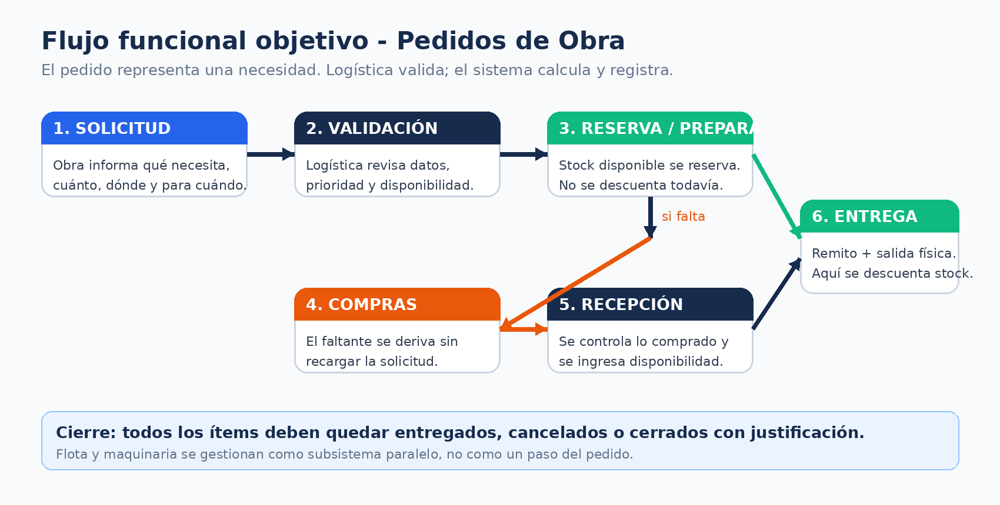 Flujo funcional objetivo - Pedidos de Obra
El pedido representa una necesidad. Logística valida; el sistema calcula y registra.
1. SOLICITUD
Obra informa qué necesita,
cuánto, dónde y para cuándo.
2. VALIDACIÓN
Logística revisa datos,
prioridad y disponibilidad.
3. RESERVA / PREPARA
Stock disponible se reserva.
No se descuenta todavía.
si falta
4. COMPRAS
El faltante se deriva sin
recargar la solicitud.
5. RECEPCIÓN
Se controla lo comprado y
se ingresa disponibilidad.
6. ENTREGA
Remito + salida física.
Aquí se descuenta stock.
Cierre: todos los ítems deben quedar entregados, cancelados o cerrados con justificación.
Flota y maquinaria se gestionan como subsistema paralelo, no como un paso del pedido.